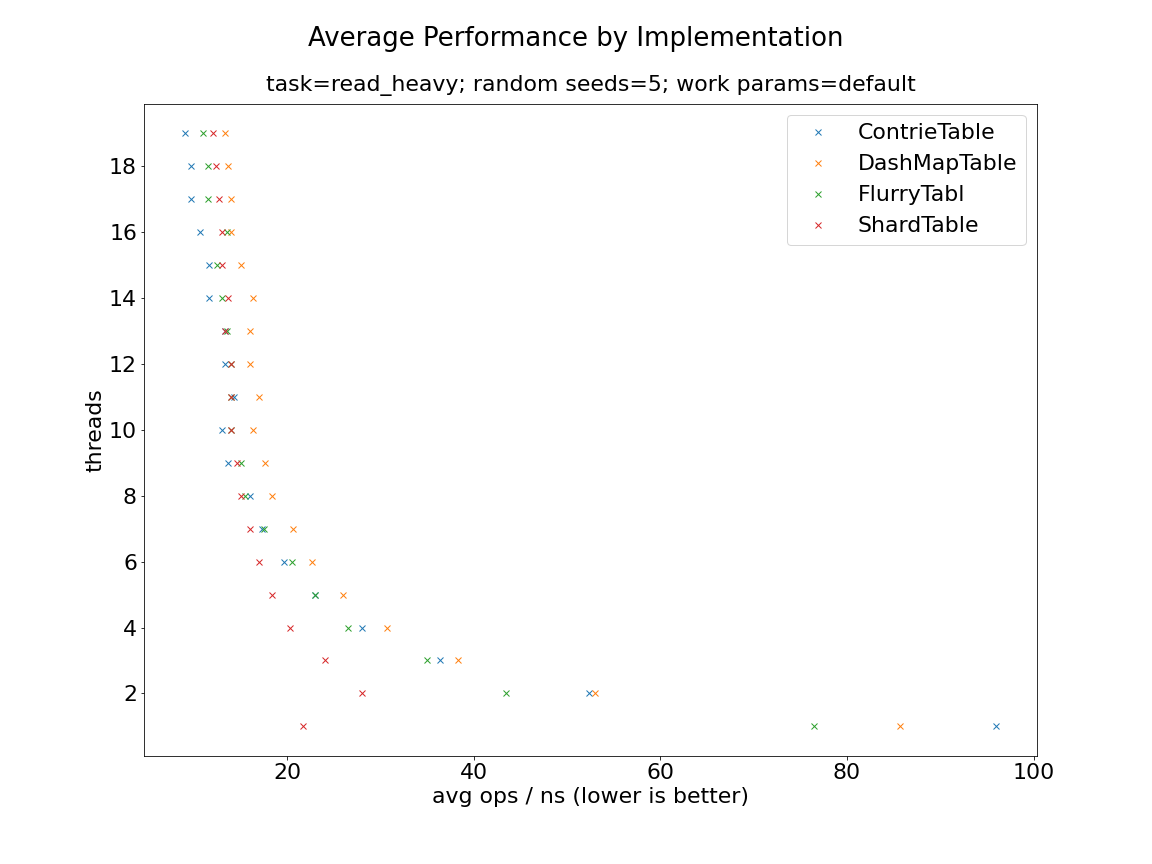 Average Performance by Implementation
task=read_heavy; random seeds=5; work params=default
ContrieTable
DashMapTable
FlurryTabl
ShardTable
threads
18
16
14
12
10
8
6
4
2
20 40 60 80 100
avg ops / ns (lower is better)